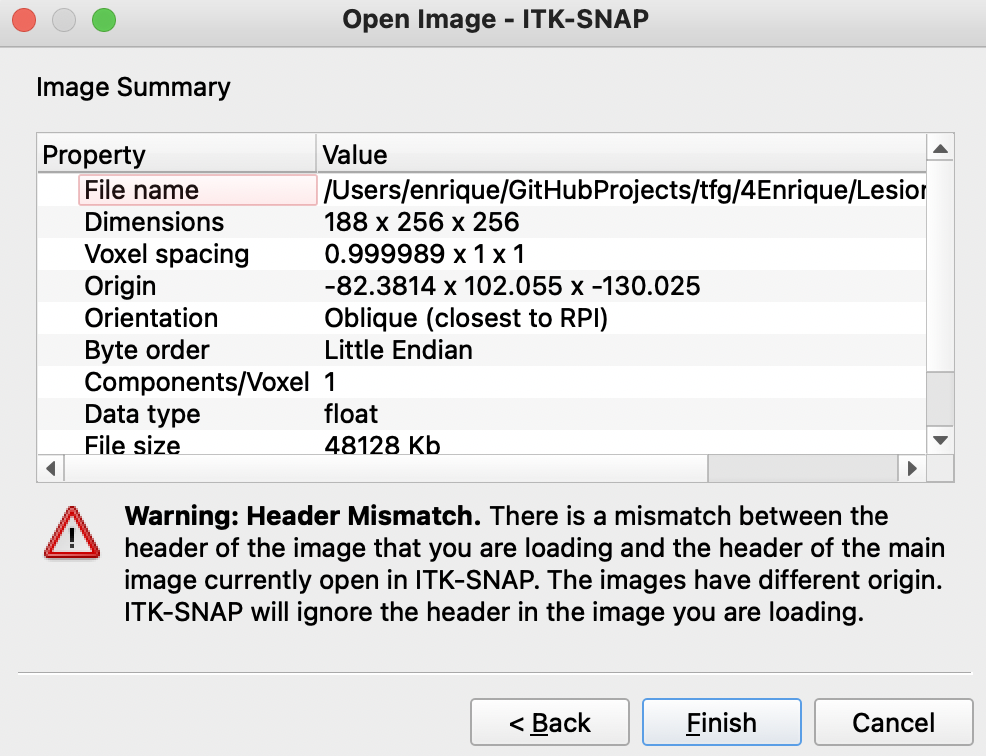 Open Image - ITK-SNAP
Image Summary
Property Value
File name /Users/enrique/GitHubProjects/tfg/4Enrique/Lesion
Dimensions 188 x 256 x 256
Voxel spacing 0.999989 x 1 x 1
Origin -82.3814 x 102.055 x -130.025
Orientation Oblique (closest to RPI)
Byte order Little Endian
Components/Voxel 1
Data type float
File size 48128 Kb
Warning: Header Mismatch. There is a mismatch between the
header of the image that you are loading and the header of the main
image currently open in ITK-SNAP. The images have different origin.
ITK-SNAP will ignore the header in the image you are loading.
< Back Finish Cancel